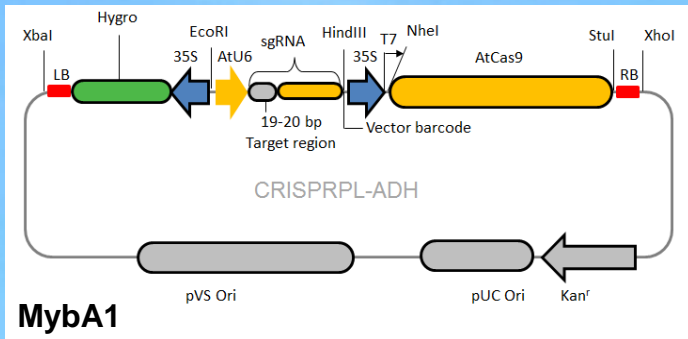 Hygro
XbaI
EcoRI
HindIII
NheI
StuI
XhoI
LB
35S
AtU6
sgRNA
35S
T7
AtCas9
RB
19-20 bp
Target region
Vector barcode
CRISPRPL-ADH
pVS Ori
pUC Ori
Kanʳ
MybA1